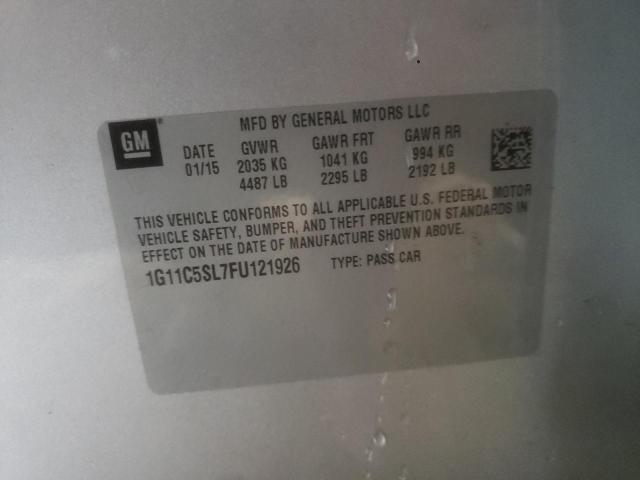 GM
MFD BY GENERAL MOTORS LLC
DATE GVWR GAWR FRT GAWR RR
01/15 2035 KG 1041 KG 994 KG
4487 LB 2295 LB 2192 LB
THIS VEHICLE CONFORMS TO ALL APPLICABLE U.S. FEDERAL MOTOR
VEHICLE SAFETY, BUMPER, AND THEFT PREVENTION STANDARDS IN
EFFECT ON THE DATE OF MANUFACTURE SHOWN ABOVE.
1G11C5SL7FU121926 TYPE: PASS CAR